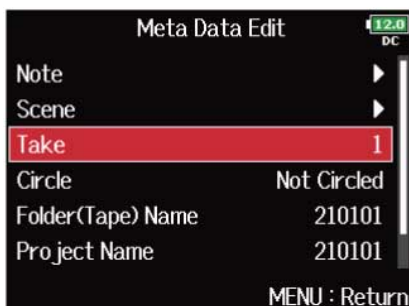 Meta Data Edit 12.0
DC
Note
Scene
Take 1
Circle Not Circled
Folder(Tape) Name 210101
Project Name 210101
MENU : Return